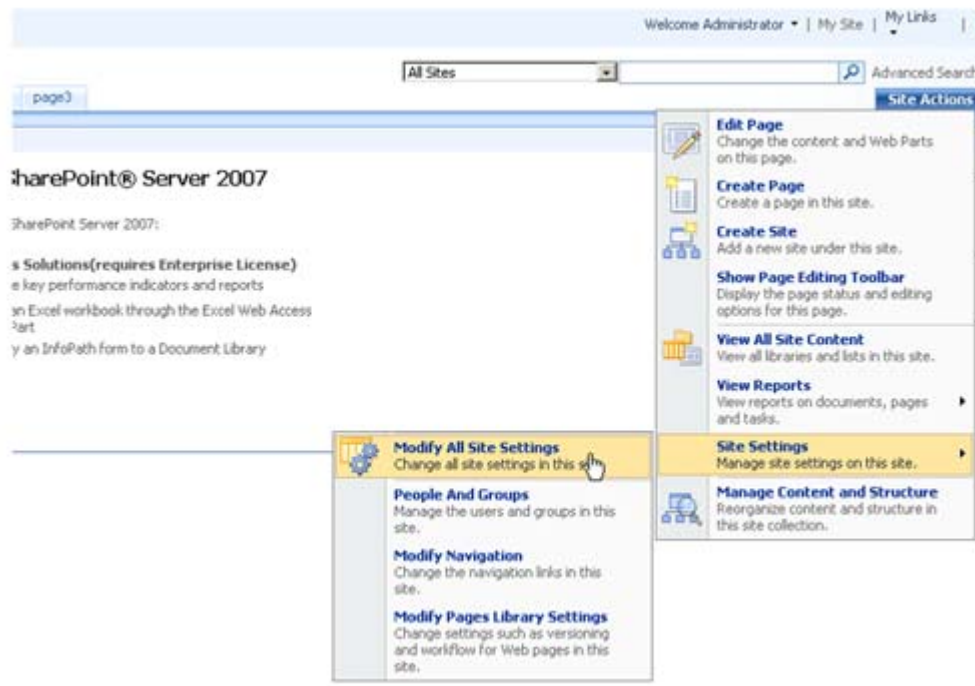 Welcome Administrator ▾ | My Site | My Links |
All Sites
Advanced Search
page3
Site Actions
harePoint® Server 2007
SharePoint Server 2007:
s Solutions(requires Enterprise License)
e key performance indicators and reports
an Excel workbook through the Excel Web Access
Part
y an InfoPath form to a Document Library
Edit Page
Change the content and Web Parts
on this page.
Create Page
Create a page in this site.
Create Site
Add a new site under this site.
Show Page Editing Toolbar
Display the page status and editing
options for this page.
View All Site Content
View all libraries and lists in this site.
View Reports
View reports on documents, pages
and tasks.
Site Settings
Manage site settings on this site.
Manage Content and Structure
Reorganize content and structure in
this site collection.
Modify All Site Settings
Change all site settings in this
People And Groups
Manage the users and groups in this
site.
Modify Navigation
Change the navigation links in this
site.
Modify Pages Library Settings
Change settings such as versioning
and workflow for Web pages in this
site.